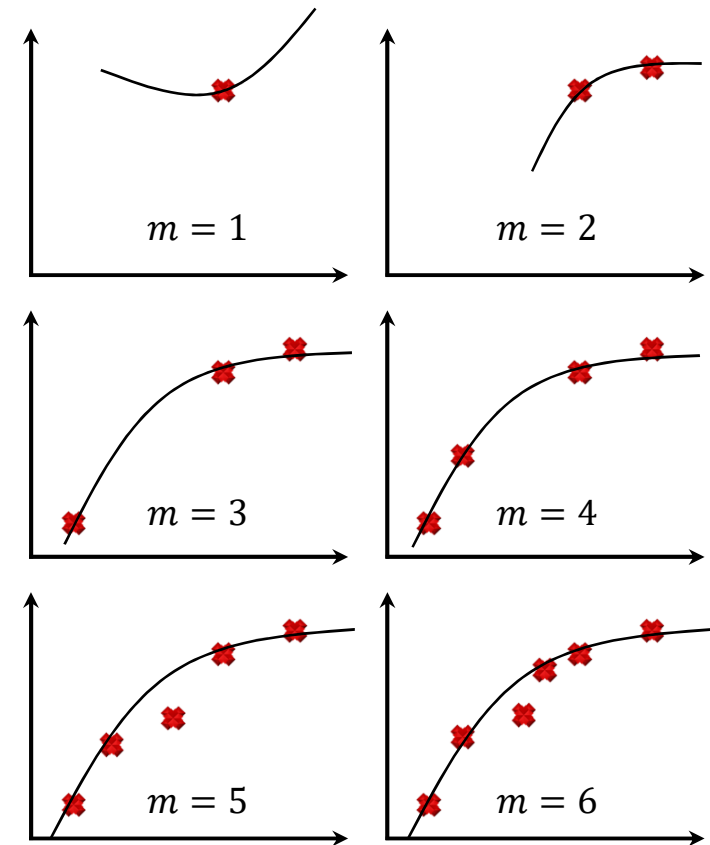 m = 1
m = 2
m = 3
m = 4
m = 5
m = 6